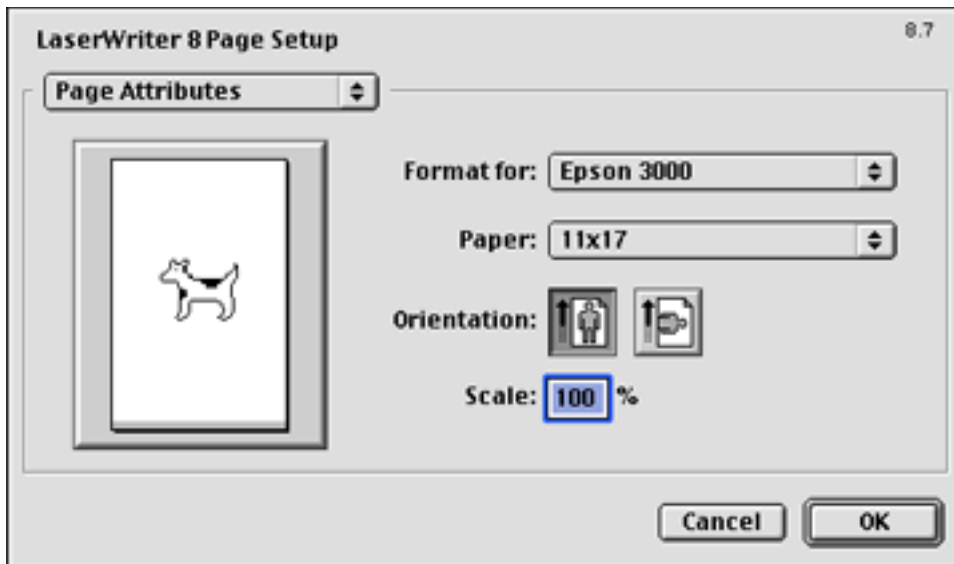 LaserWriter 8 Page Setup
8.7
Page Attributes
Format for: Epson 3000
Paper: 11x17
Orientation:
Scale: 100 %
Cancel
OK